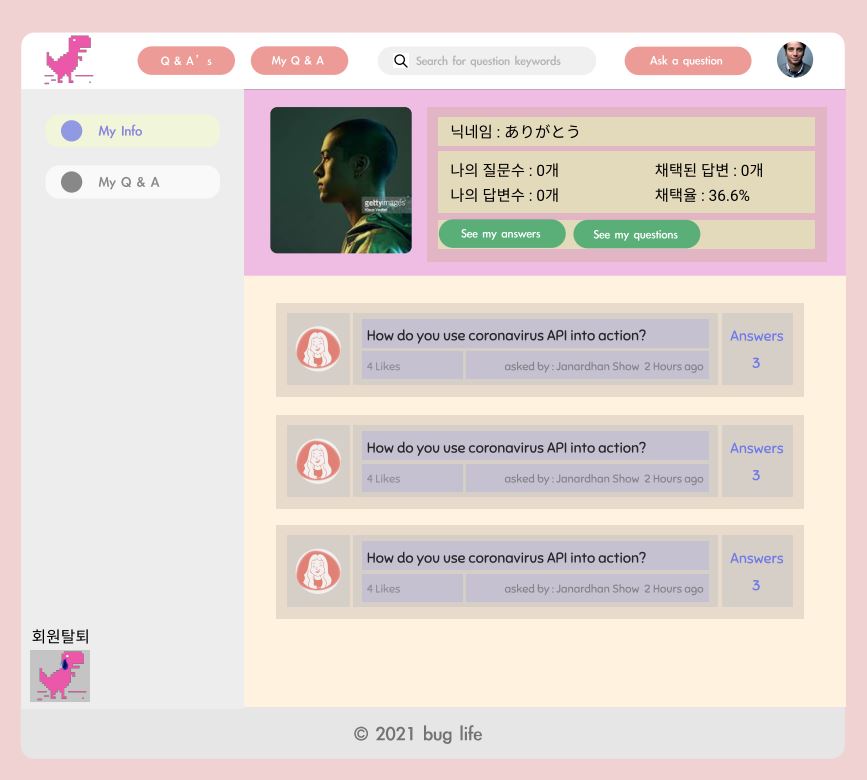 Q & A's
My Q & A
Search for question keywords
Ask a question
My Info
My Q & A
gettyimages
닉네임 : ありがとう
나의 질문수 : 0개
채택된 답변 : 0개
나의 답변수 : 0개
채택율 : 36.6%
See my answers
See my questions
How do you use coronavirus API into action?
4 Likes
asked by : Janardhan Show 2 Hours ago
Answers
3
How do you use coronavirus API into action?
4 Likes
asked by : Janardhan Show 2 Hours ago
Answers
3
How do you use coronavirus API into action?
4 Likes
asked by : Janardhan Show 2 Hours ago
Answers
3
회원탈퇴
© 2021 bug life